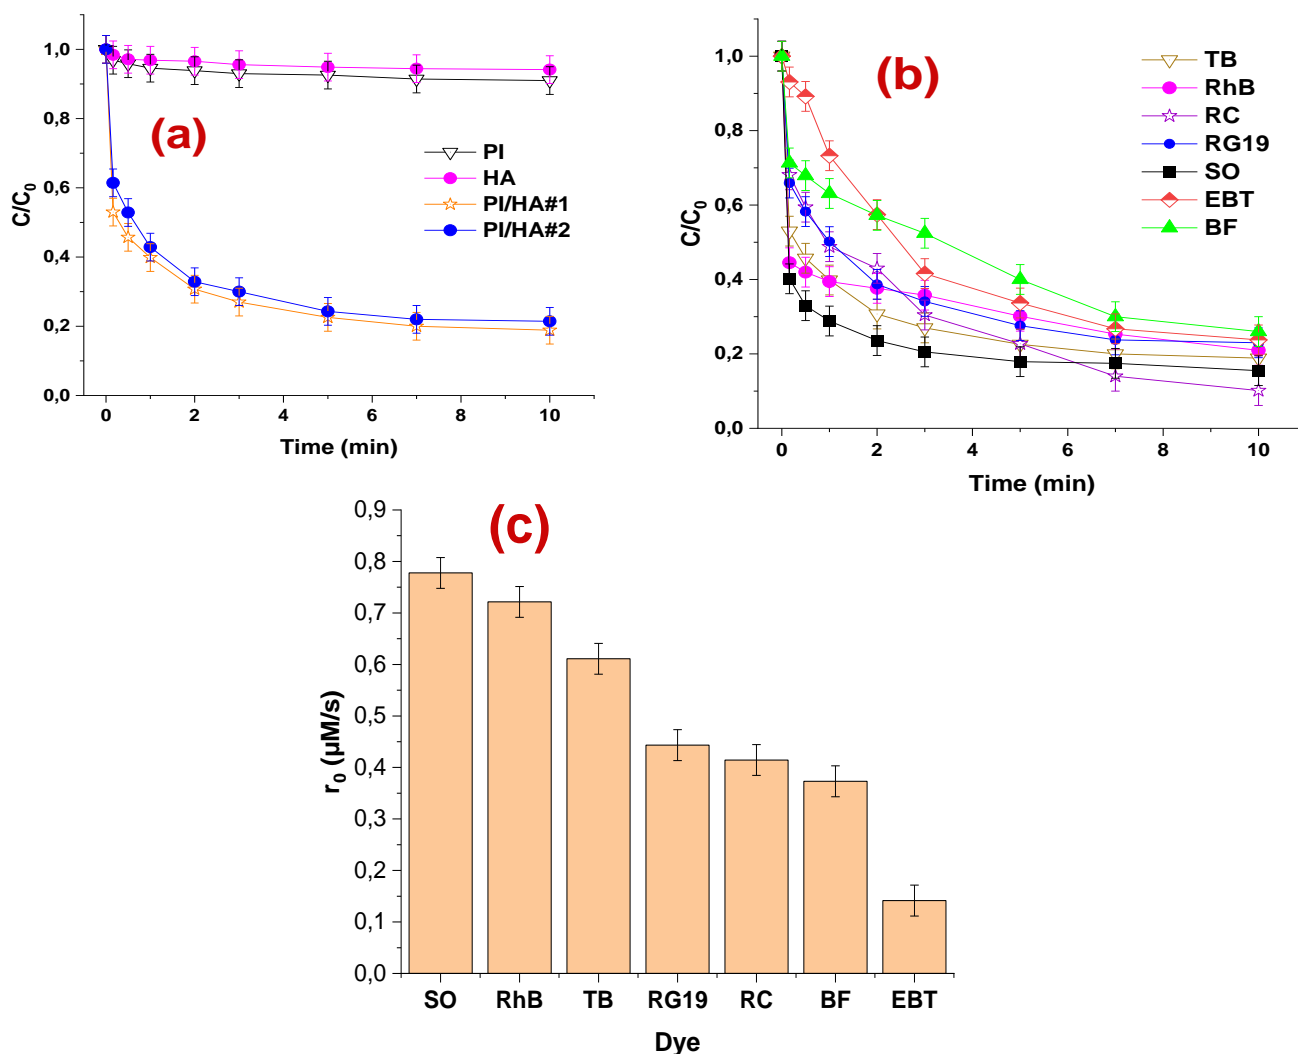 (a)
C/C0
1,0
0,8
0,6
0,4
0,2
0,0
0 2 4 6 8 10
Time (min)
PI
HA
PI/HA#1
PI/HA#2
(b)
C/C0
1,0
0,8
0,6
0,4
0,2
0,0
0 2 4 6 8 10
Time (min)
TB
RhB
RC
RG19
SO
EBT
BF
(c)
r0 (µM/s)
0,9
0,8
0,7
0,6
0,5
0,4
0,3
0,2
0,1
0,0
SO RhB TB RG19 RC BF EBT
Dye